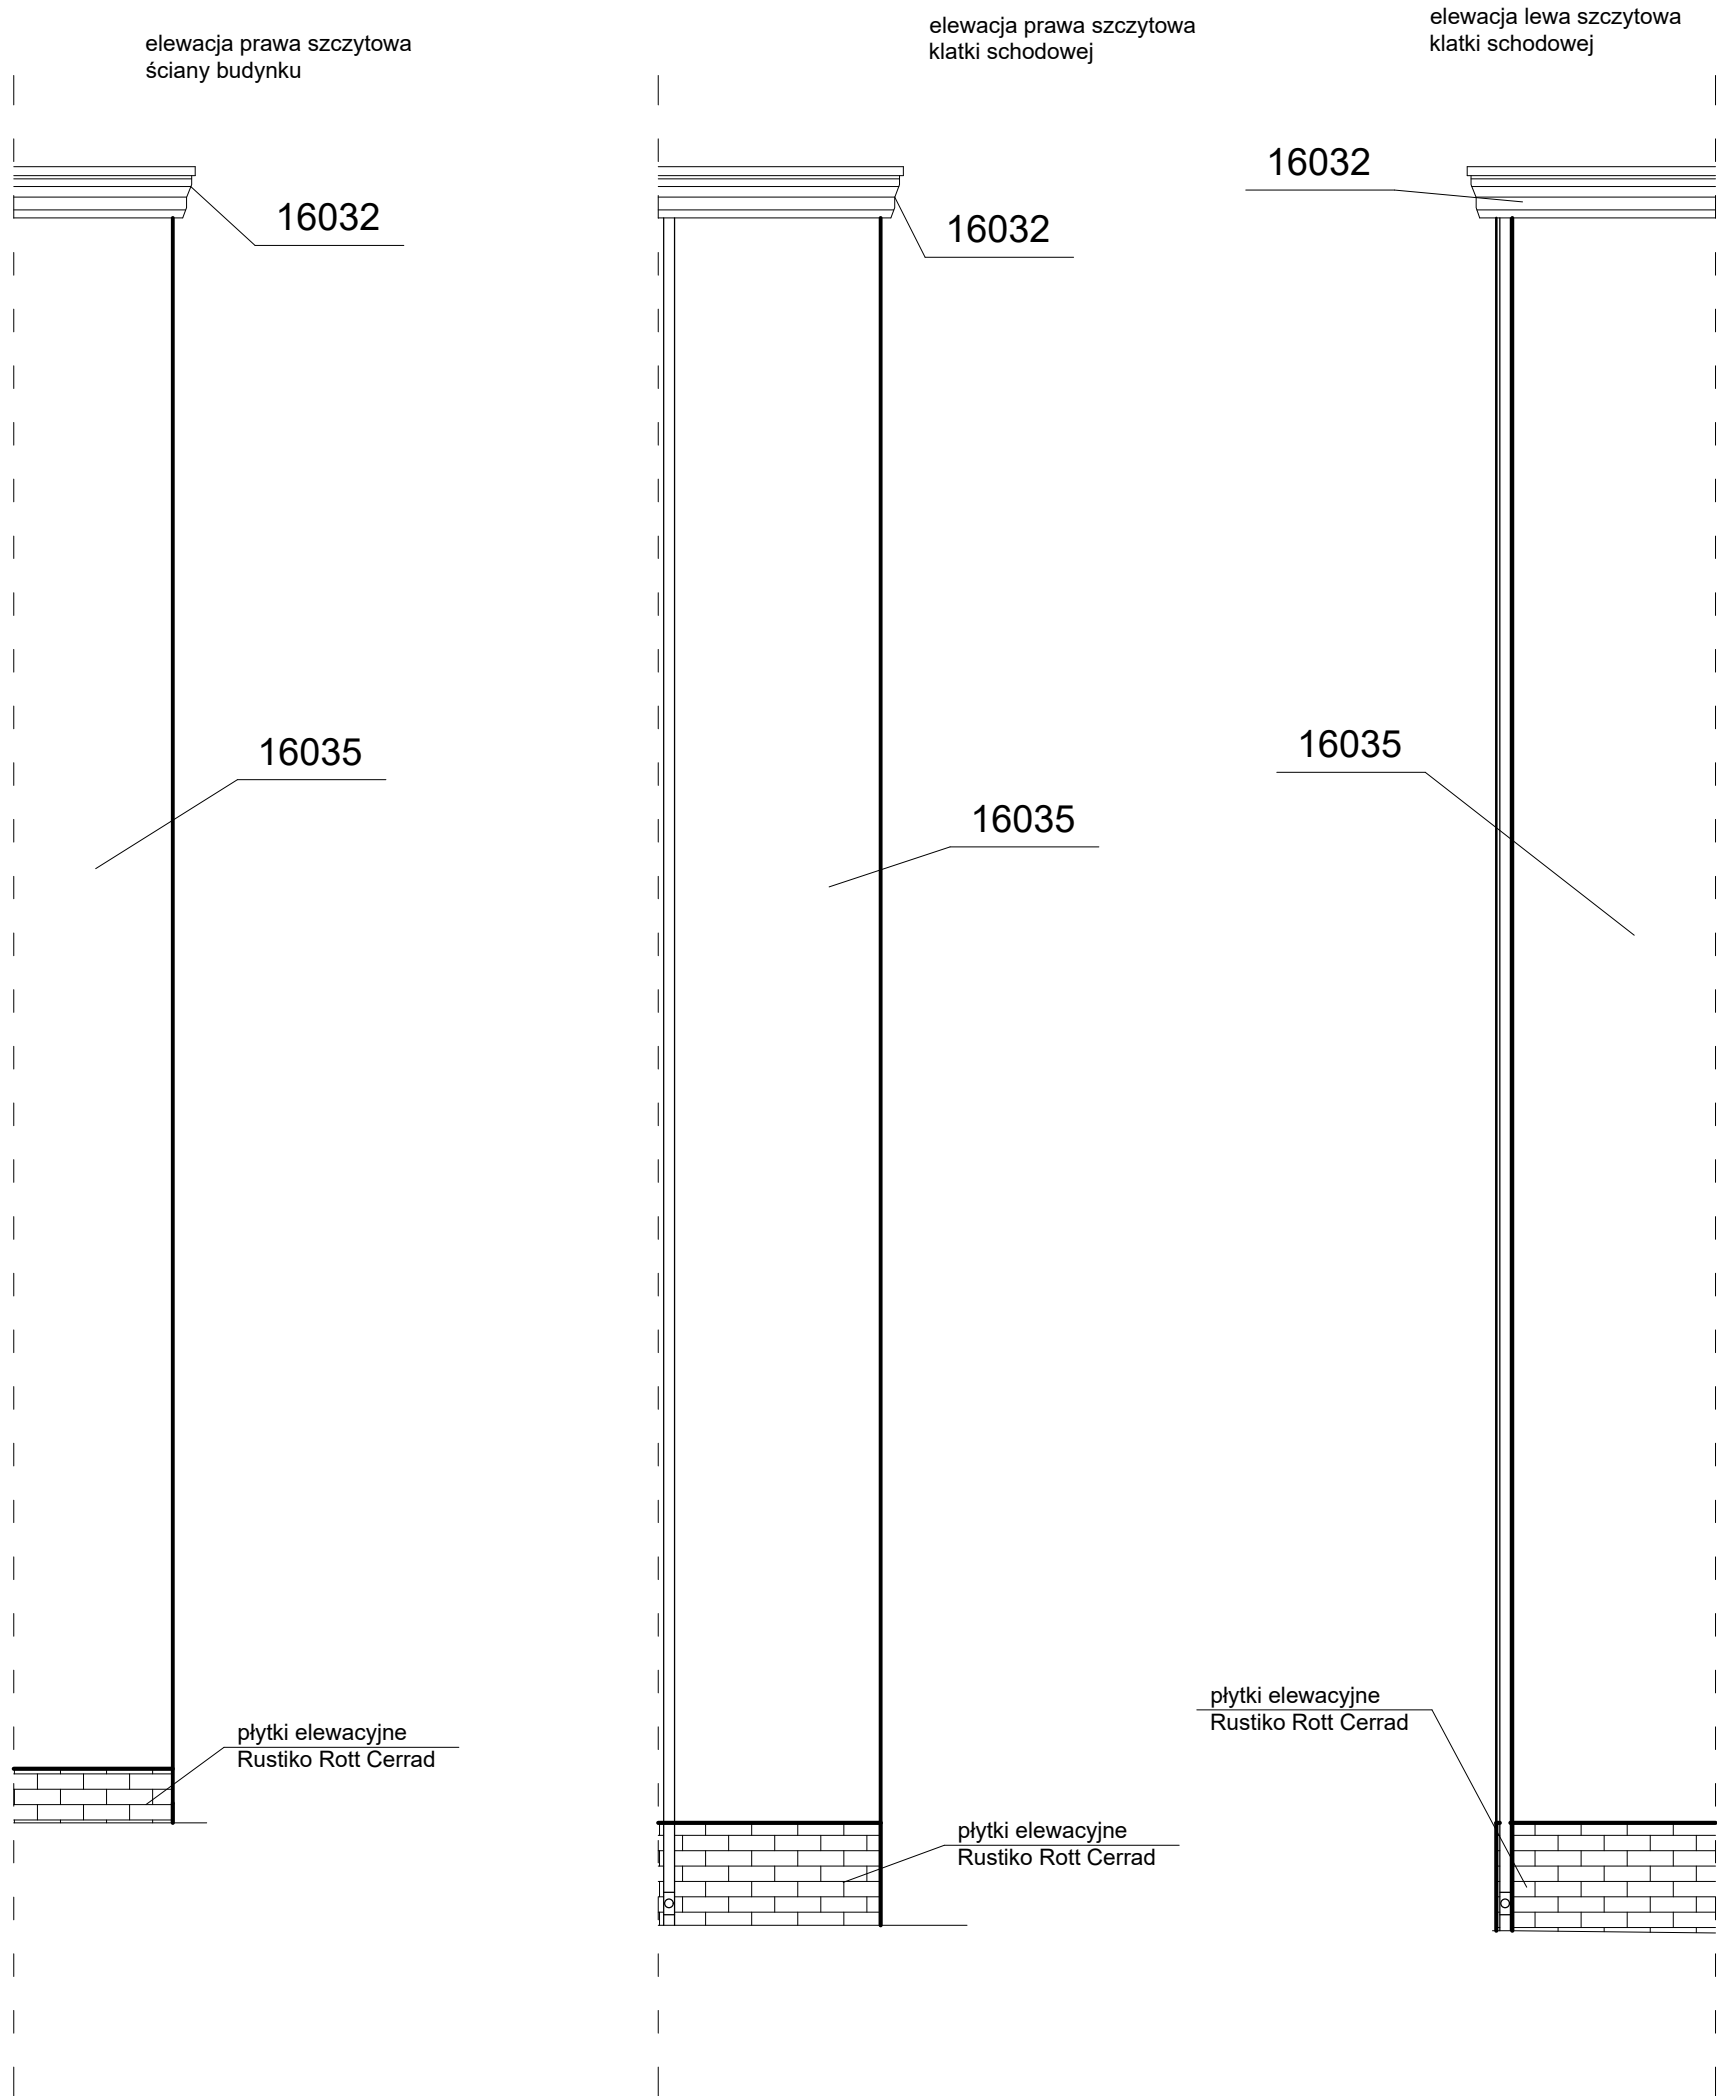 elewacja prawa szczytowa
ściany budynku
elewacja prawa szczytowa
klatki schodowej
elewacja lewa szczytowa
klatki schodowej
16032
16032
16032
16035
16035
16035
płytki elewacyjne
Rustiko Rott Cerrad
płytki elewacyjne
Rustiko Rott Cerrad
płytki elewacyjne
Rustiko Rott Cerrad